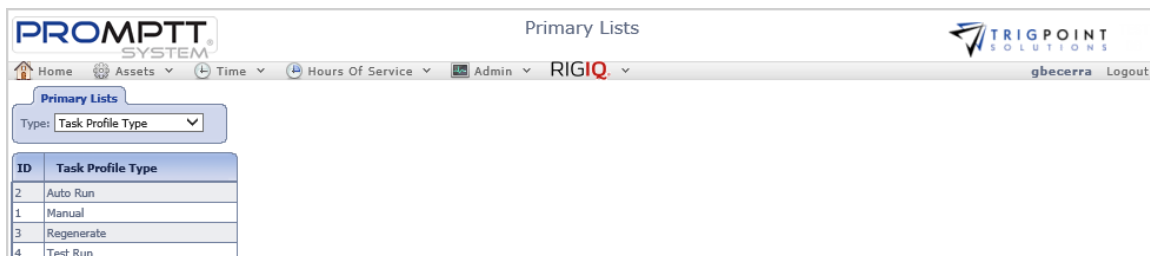 PROMPTT®
SYSTEM
Primary Lists
TRIGPOINT
SOLUTIONS
Home Assets Time Hours Of Service Admin RIGIQ. gbecerra Logout
Primary Lists
Type: Task Profile Type
ID Task Profile Type
2 Auto Run
1 Manual
3 Regenerate
4 Test Run